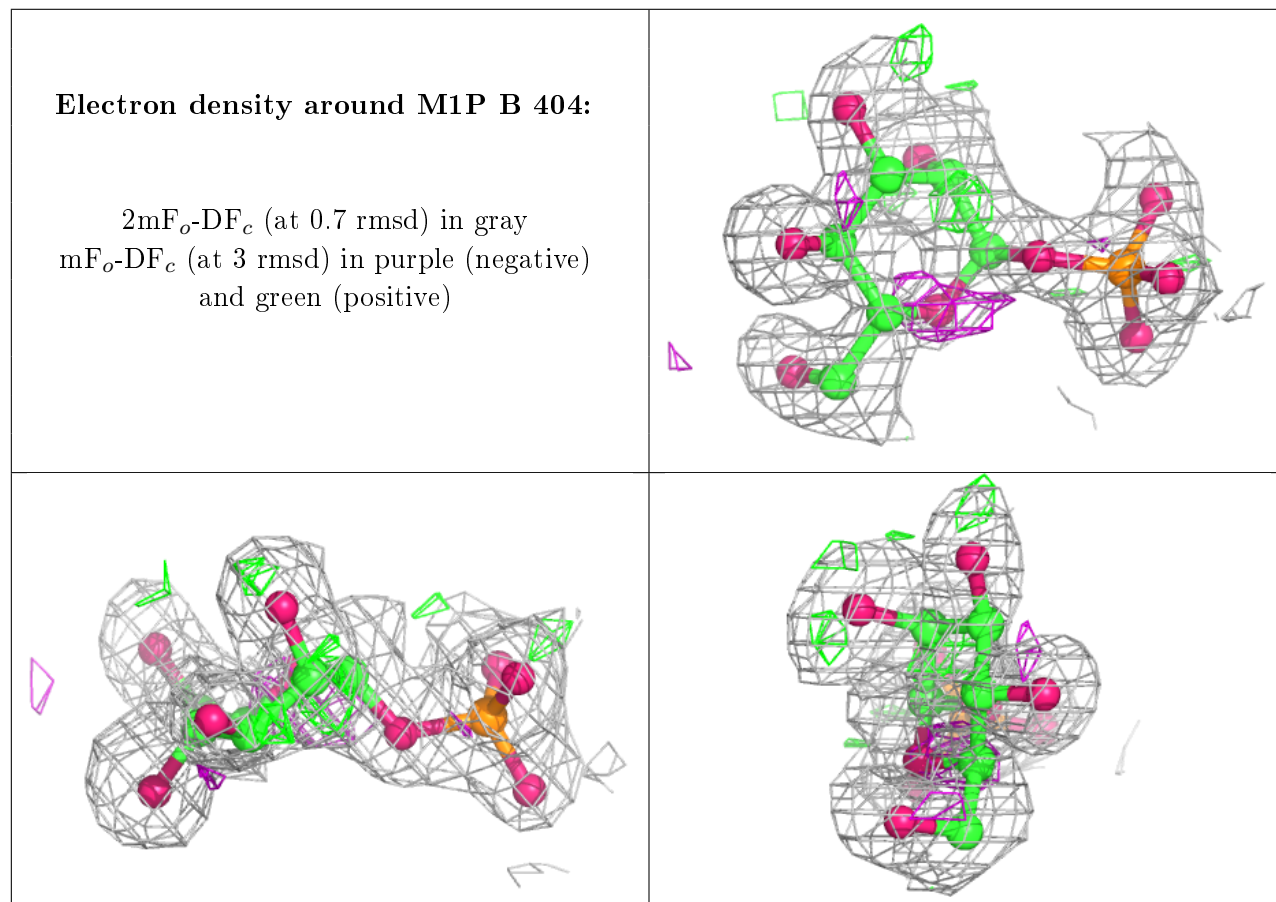 Electron density around M1P B 404:
2mFo-DFc (at 0.7 rmsd) in gray
mFo-DFc (at 3 rmsd) in purple (negative)
and green (positive)